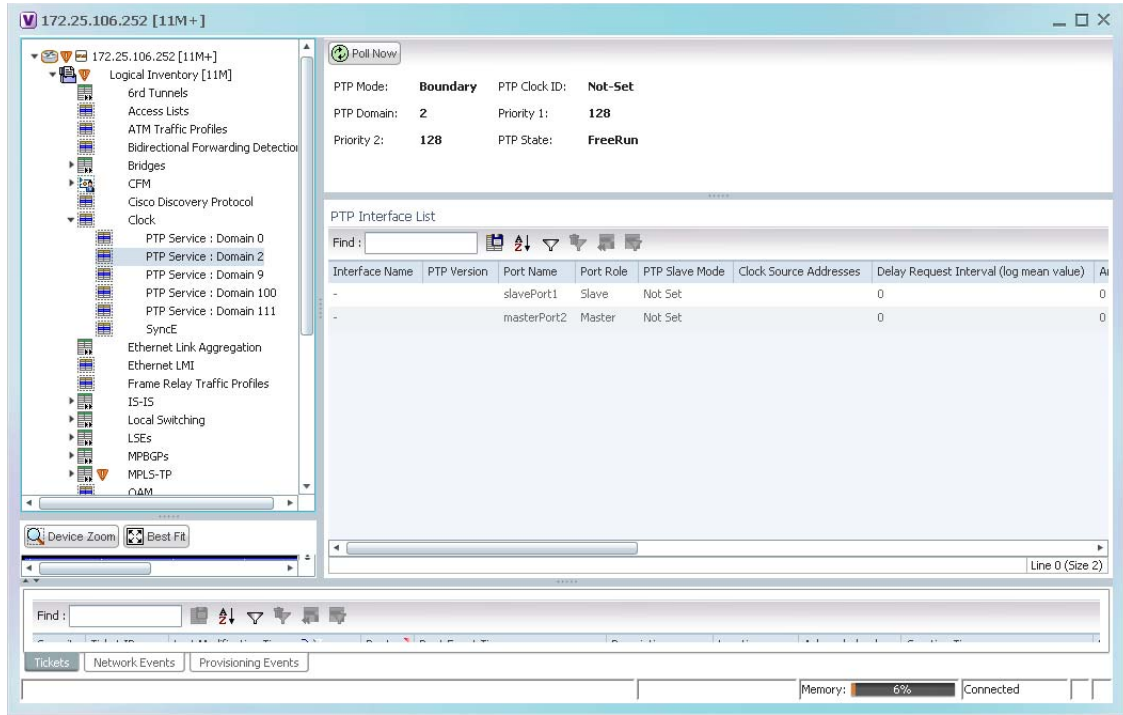 172.25.106.252 [11M+]
172.25.106.252 [11M+]
Logical Inventory [11M]
6rd Tunnels
Access Lists
ATM Traffic Profiles
Bidirectional Forwarding Detection
Bridges
CFM
Cisco Discovery Protocol
Clock
PTP Service : Domain 0
PTP Service : Domain 2
PTP Service : Domain 9
PTP Service : Domain 100
PTP Service : Domain 111
SyncE
Ethernet Link Aggregation
Ethernet LMI
Frame Relay Traffic Profiles
IS-IS
Local Switching
LSEs
MPBGPs
MPLS-TP
OAM
Device Zoom Best Fit
Poll Now
PTP Mode: Boundary PTP Clock ID: Not-Set
PTP Domain: 2 Priority 1: 128
Priority 2: 128 PTP State: FreeRun
PTP Interface List
Find :
Interface Name PTP Version Port Name Port Role PTP Slave Mode Clock Source Addresses Delay Request Interval (log mean value)
- slavePort1 Slave Not Set 0 0
- masterPort2 Master Not Set 0 0
Line 0 (Size 2)
Find :
Tickets Network Events Provisioning Events
Memory: 6% Connected